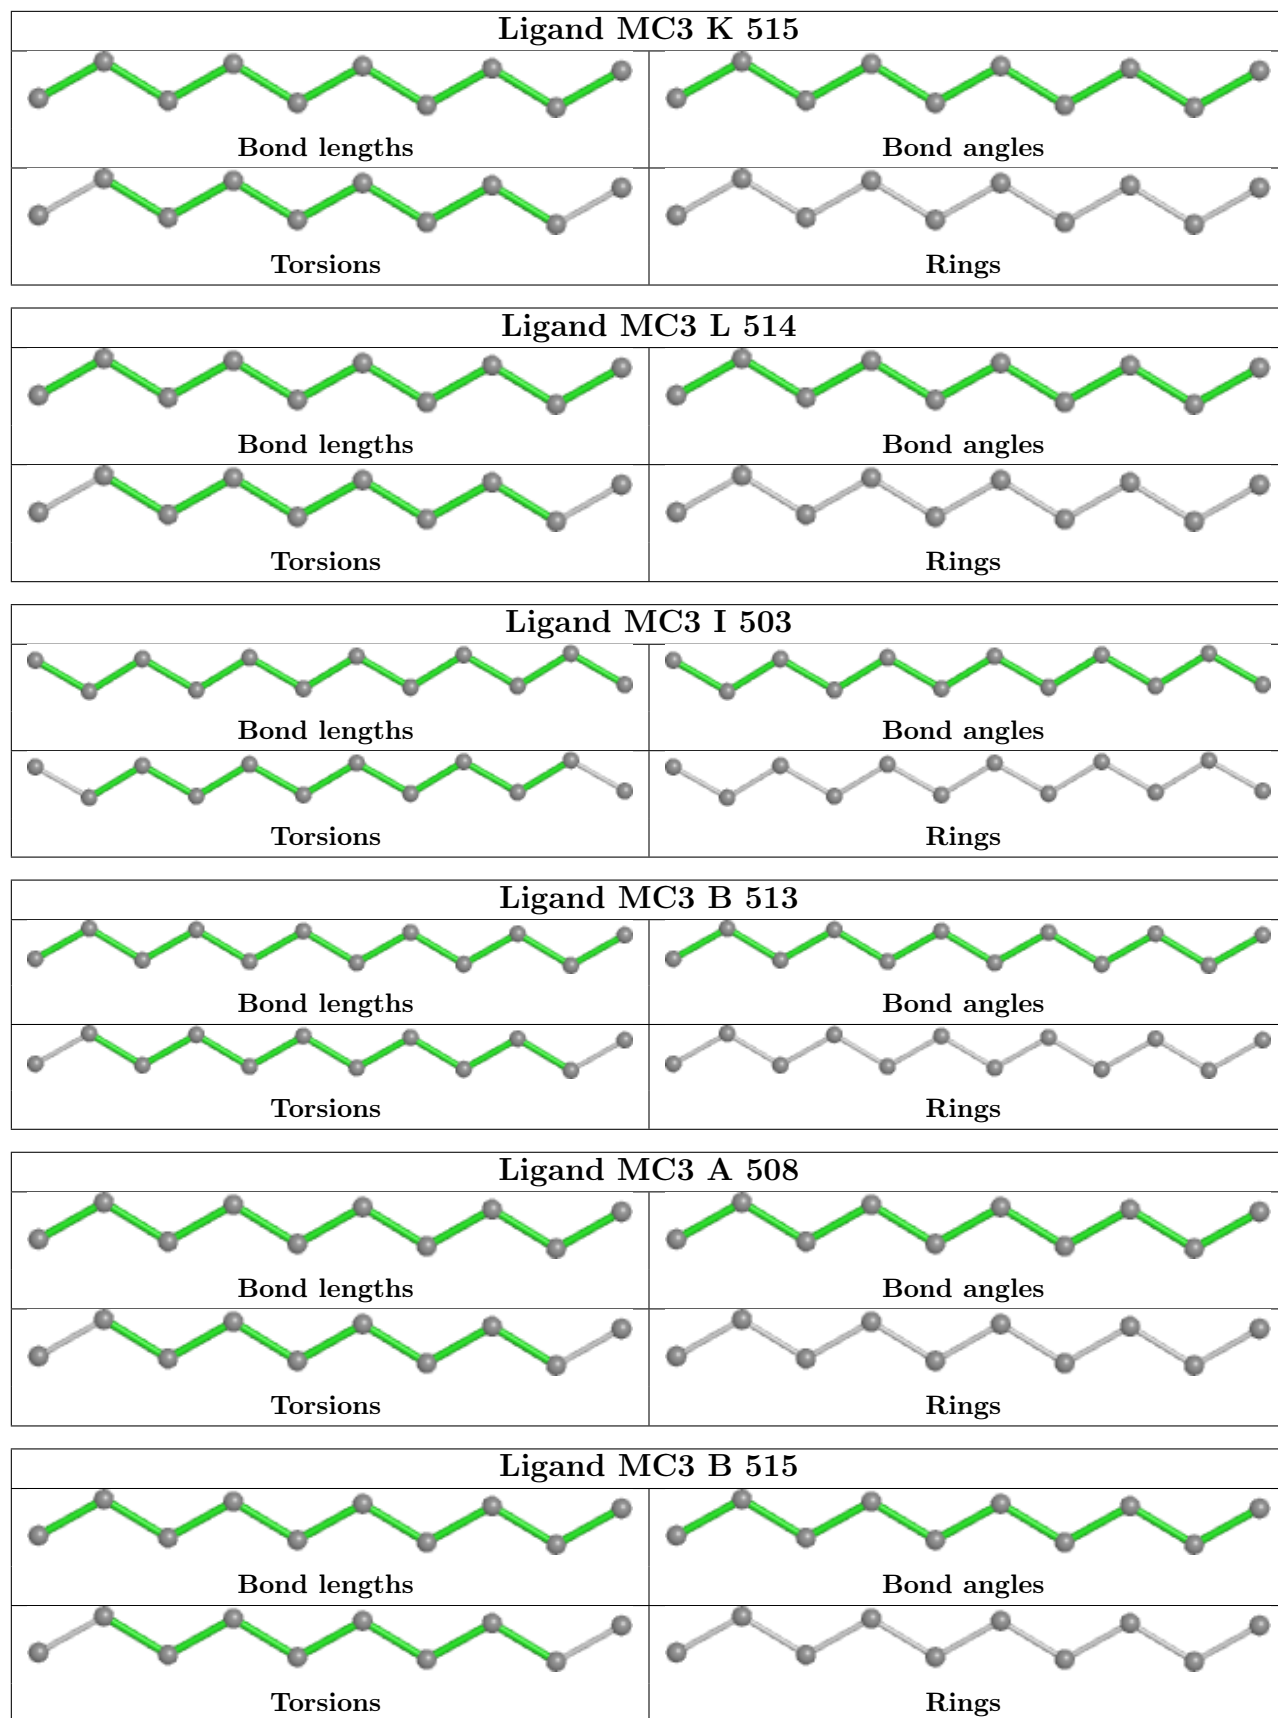 Ligand MC3 K 515
Bond lengths Bond angles
Torsions Rings
Ligand MC3 L 514
Bond lengths Bond angles
Torsions Rings
Ligand MC3 I 503
Bond lengths Bond angles
Torsions Rings
Ligand MC3 B 513
Bond lengths Bond angles
Torsions Rings
Ligand MC3 A 508
Bond lengths Bond angles
Torsions Rings
Ligand MC3 B 515
Bond lengths Bond angles
Torsions Rings